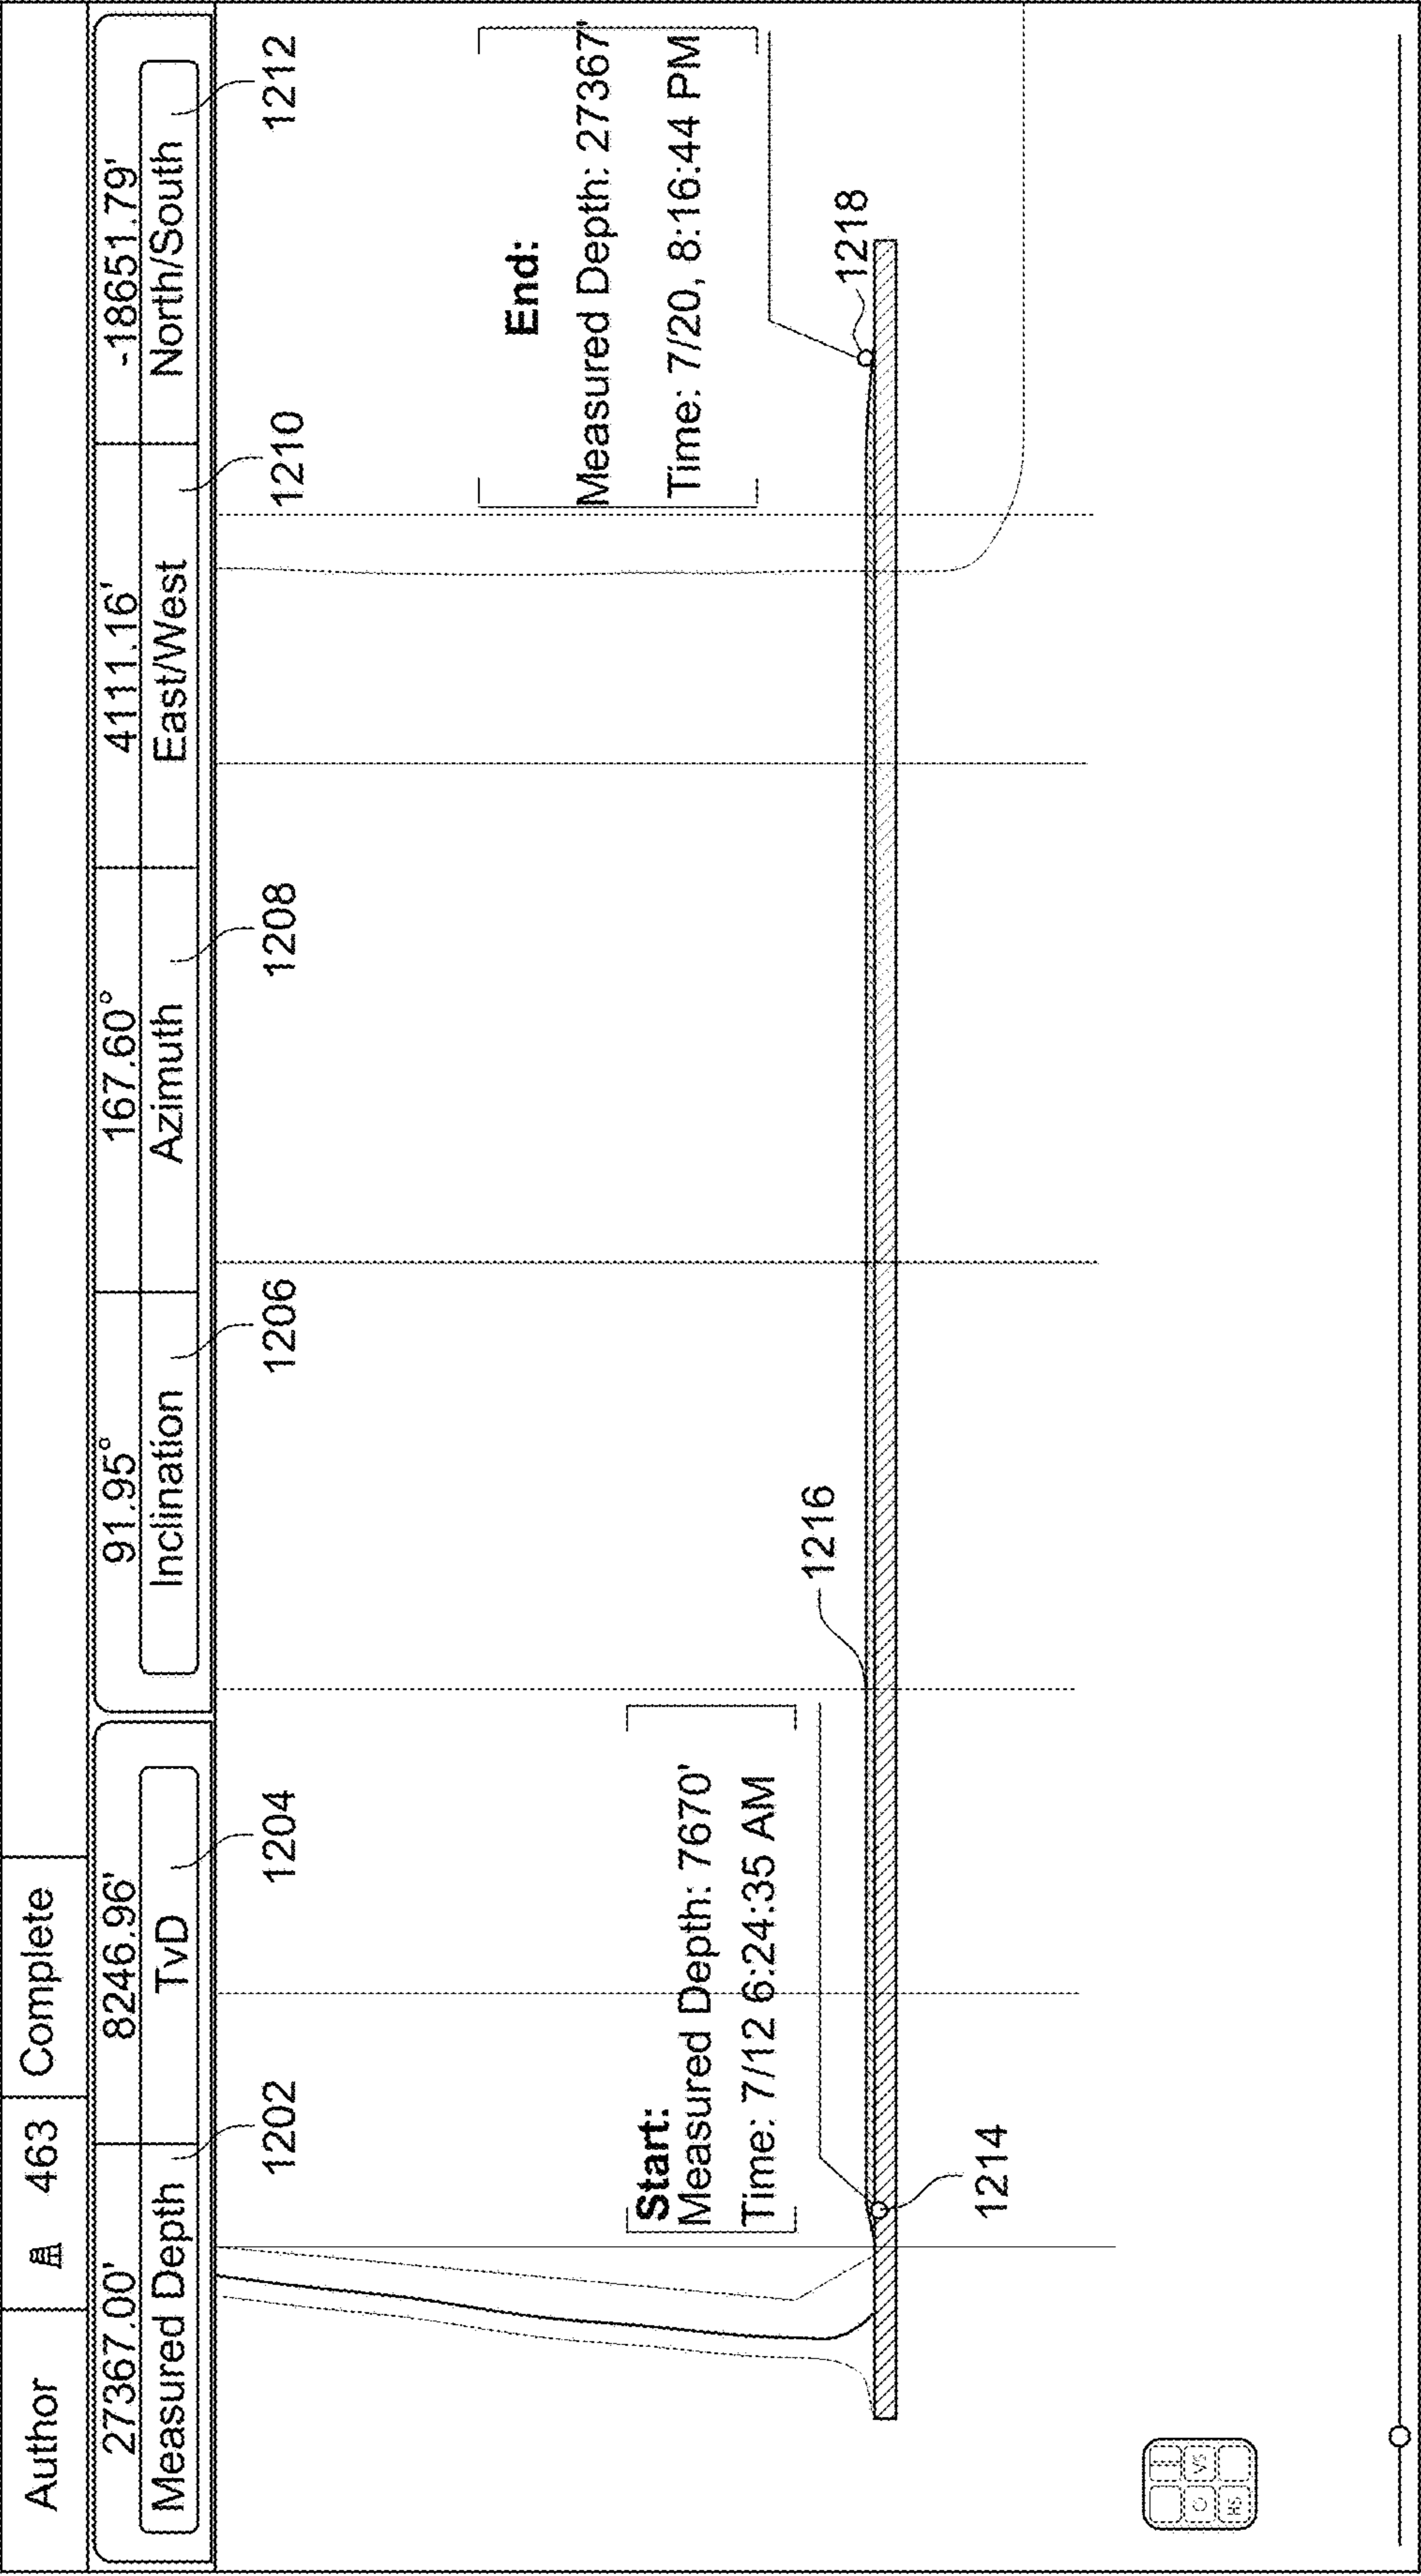 Author 463 Complete
27367.00' 8246.96' 91.95° 167.60° 4111.16' -18651.79'
Measured Depth TvD Inclination Azimuth East/West North/South
1202 1204 1206 1208 1210 1212
End:
Measured Depth: 27367'
Time: 7/20, 8:16:44 PM
Start:
Measured Depth: 7670'
Time: 7/12 6:24:35 AM
1216
1218
1214
VS
HS